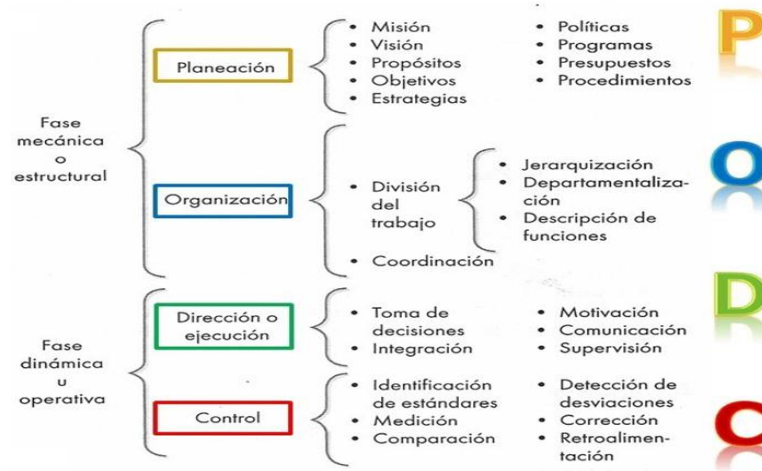 Fase
mecánica
o
estructural
Planeación
• Misión
• Visión
• Propósitos
• Objetivos
• Estrategias
• Políticas
• Programas
• Presupuestos
• Procedimientos
P
Organización
• División
del
trabajo
• Jerarquización
• Departamentaliza-
ción
• Descripción de
funciones
• Coordinación
O
Fase
dinámica
u
operativa
Dirección o
ejecución
• Toma de
decisiones
• Integración
• Motivación
• Comunicación
• Supervisión
D
Control
• Identificación
de estándares
• Medición
• Comparación
• Detección de
desviaciones
• Corrección
• Retroalimen-
tación
C